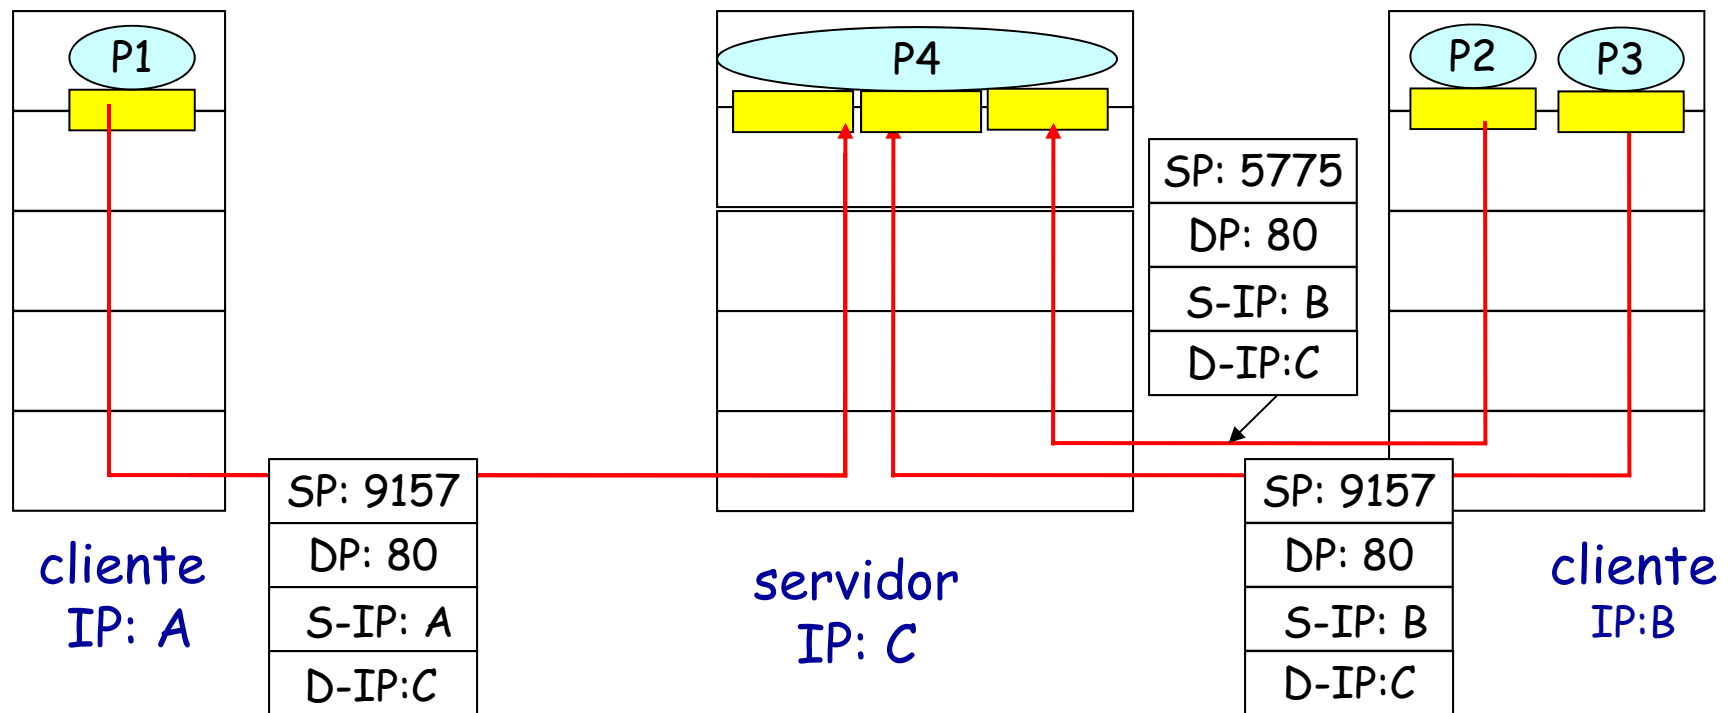 P1
P4
P2
P3
SP: 5775
DP: 80
S-IP: B
D-IP:C
SP: 9157
DP: 80
S-IP: A
D-IP:C
SP: 9157
DP: 80
S-IP: B
D-IP:C
cliente
IP: A
servidor
IP: C
cliente
IP:B